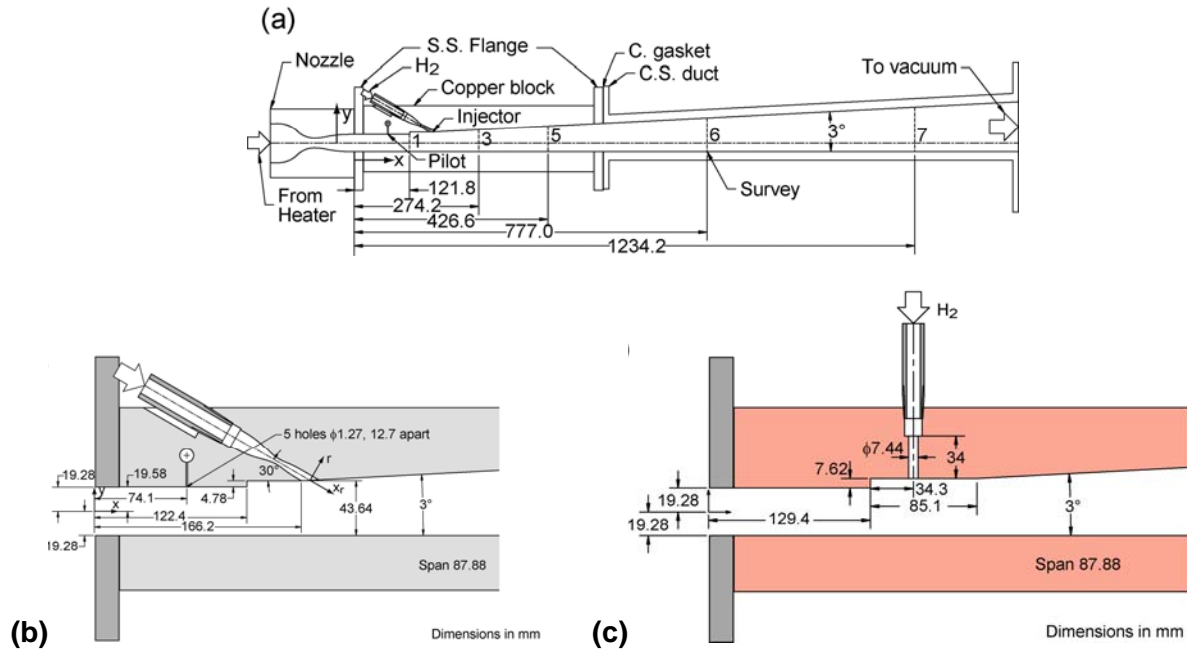 (a)
S.S. Flange
C. gasket
C.S. duct
Nozzle
H2
Copper block
To vacuum
y
Injector
1
3
5
6
7
3°
x
Pilot
From
Heater
121.8
274.2
426.6
777.0
1234.2
Survey
H2
5 holes ϕ1.27, 12.7 apart
r
30°
xr
19.28
19.58
y
74.1
4.78
x
122.4
166.2
43.64
3°
19.28
Span 87.88
(b)
Dimensions in mm
ϕ7.44
34
7.62
34.3
85.1
19.28
19.28
129.4
3°
Span 87.88
(c)
Dimensions in mm